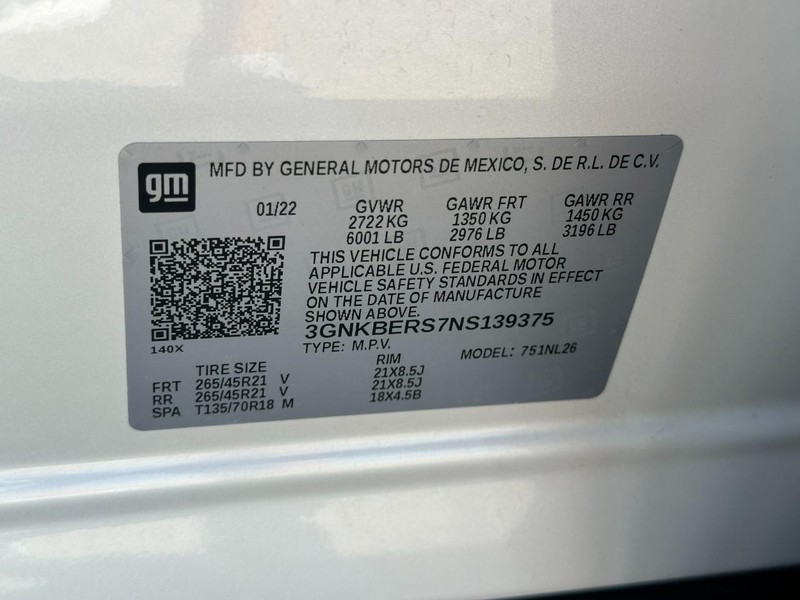 gm
MFD BY GENERAL MOTORS DE MEXICO, S. DE R.L. DE C.V.
01/22 GVWR GAWR FRT GAWR RR
2722 KG 1350 KG 1450 KG
6001 LB 2976 LB 3196 LB
THIS VEHICLE CONFORMS TO ALL
APPLICABLE U.S. FEDERAL MOTOR
VEHICLE SAFETY STANDARDS IN EFFECT
ON THE DATE OF MANUFACTURE
SHOWN ABOVE.
3GNKBERS7NS139375
140X
TYPE: M.P.V. MODEL: 751NL26
TIRE SIZE RIM
FRT 265/45R21 V 21X8.5J
RR 265/45R21 V 21X8.5J
SPA T135/70R18 M 18X4.5B